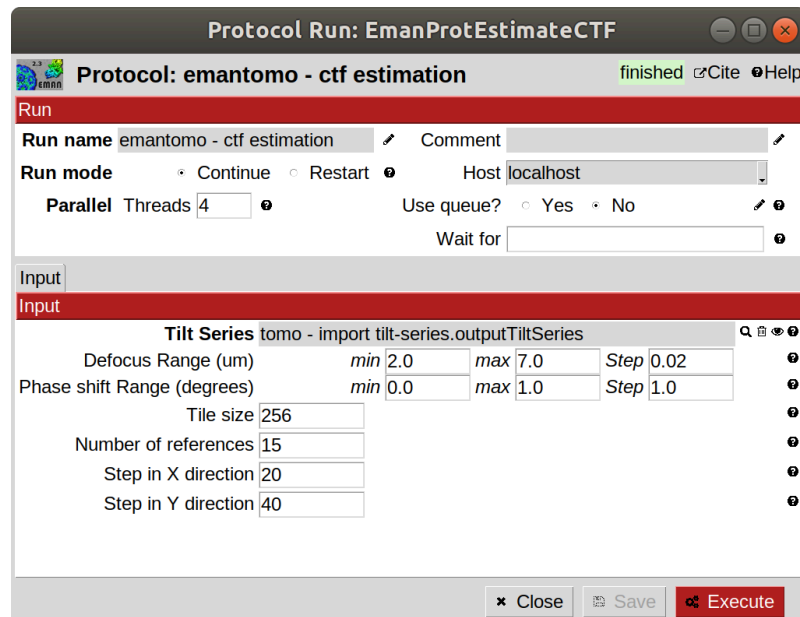 Protocol Run: EmanProtEstimateCTF
2.3 EMAN Protocol: emantomo - ctf estimation finished Cite Help
Run
Run name emantomo - ctf estimation Comment
Run mode Continue Restart Host localhost
Parallel Threads 4 Use queue? Yes No
Wait for
Input
Input
Tilt Series tomo - import tilt-series.outputTiltSeries
Defocus Range (um) min 2.0 max 7.0 Step 0.02
Phase shift Range (degrees) min 0.0 max 1.0 Step 1.0
Tile size 256
Number of references 15
Step in X direction 20
Step in Y direction 40
Close Save Execute